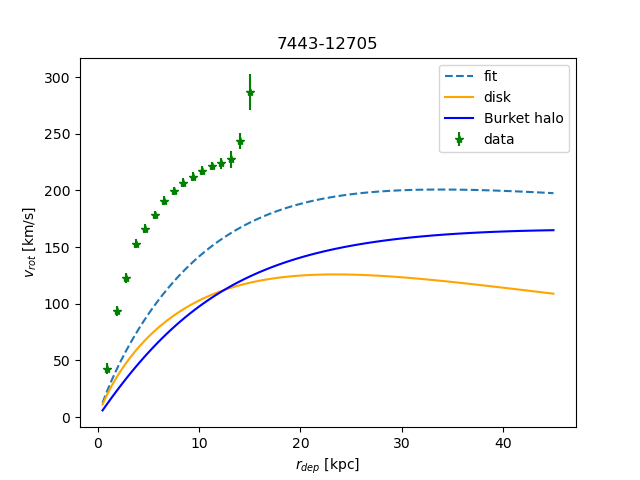 7443-12705
300
250
200
150
100
50
0
v_rot [km/s]
fit
disk
Burket halo
data
0 10 20 30 40
r_dep [kpc]